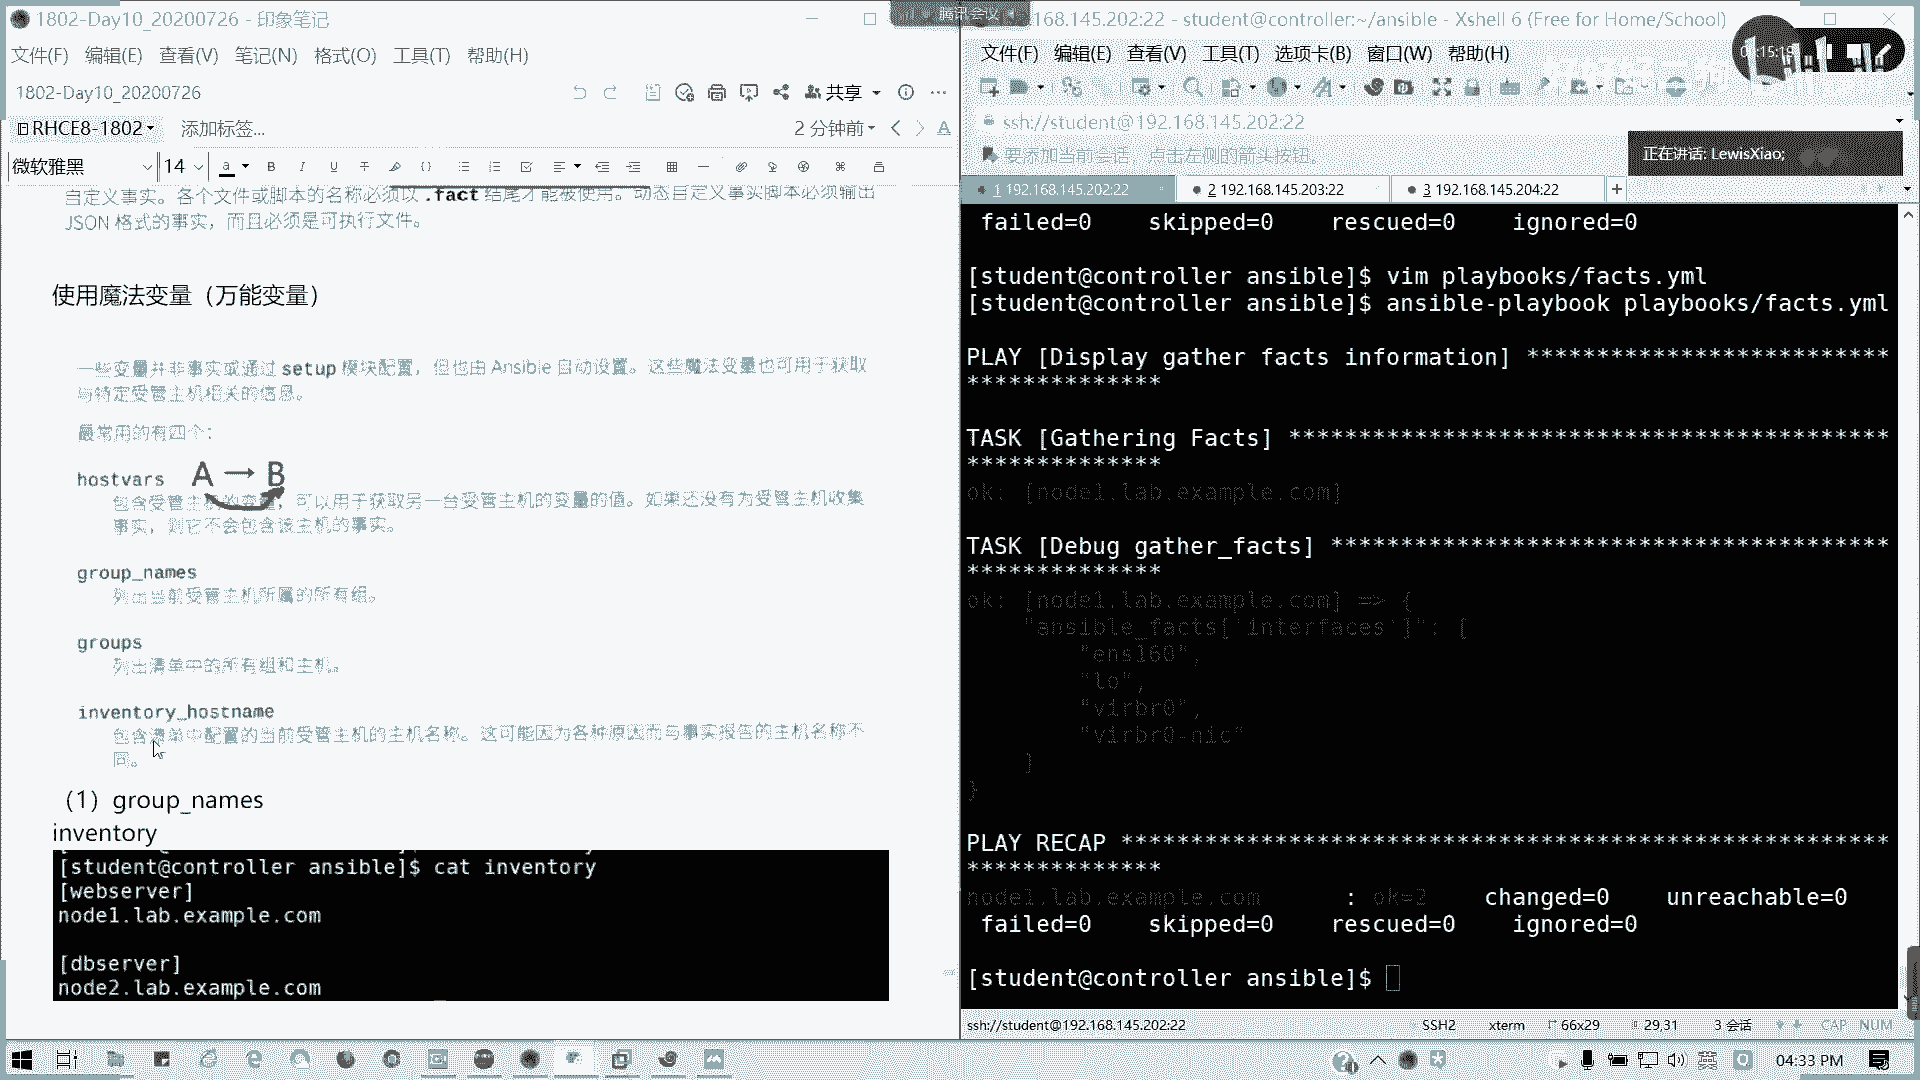 1802-Day10_20200726 - 印象笔记
腾讯会议
文件(F) 编辑(E) 查看(V) 笔记(N) 格式(O) 工具(T) 帮助(H)
1802-Day10_20200726
共享
RHCE8-1802
添加标签...
2 分钟前
微软雅黑
14
自定义事实。各个文件或脚本的名称必须以 .fact 结尾才能被使用。动态自定义事实脚本必须输出
JSON 格式的事实，而且必须是可执行文件。
使用魔法变量（万能变量）
一些变量并非事实或通过 setup 模块配置，但也由 Ansible 自动设置。这些魔法变量也可用于获取
与特定受管主机相关的信息。
最常用的有四个：
hostvars A → B
包含受管主机的变量，可以用于获取另一台受管主机的变量的值。如果还没有为受管主机收集
事实，则它不会包含该主机的事实。
group_names
列出当前受管主机所属的所有组。
groups
列出清单中的所有组和主机。
inventory_hostname
包含清单中配置的当前受管主机的主机名称。这可能因为各种原因而与事实报告的主机名称不
同。
（1）group_names
inventory
[student@controller ansible]$ cat inventory
[webserver]
node1.lab.example.com
[dbserver]
node2.lab.example.com
168.145.202:22 - student@controller:~/ansible - Xshell 6 (Free for Home/School)
文件(F) 编辑(E) 查看(V) 工具(T) 选项卡(B) 窗口(W) 帮助(H)
ssh://student@192.168.145.202:22
要添加当前会话，点击左侧的箭头按钮。
正在讲话: LewisXiao;
1 192.168.145.202:22
2 192.168.145.203:22
3 192.168.145.204:22
failed=0 skipped=0 rescued=0 ignored=0
[student@controller ansible]$ vim playbooks/facts.yml
[student@controller ansible]$ ansible-playbook playbooks/facts.yml
PLAY [Display gather facts information] *************************
**************
TASK [Gathering Facts] ******************************************
**************
ok: [node1.lab.example.com]
TASK [Debug gather_facts] ***************************************
**************
ok: [node1.lab.example.com] => {
"ansible_facts['interfaces']": [
"ens160",
"lo",
"virbr0",
"virbr0-nic"
]
}
PLAY RECAP *****************************************************
**************
node1.lab.example.com : ok=2 changed=0 unreachable=0
failed=0 skipped=0 rescued=0 ignored=0
[student@controller ansible]$
ssh://student@192.168.145.202:22
SSH2
xterm
66x29
29,31
3 会话
CAP NUM
英
04:33 PM